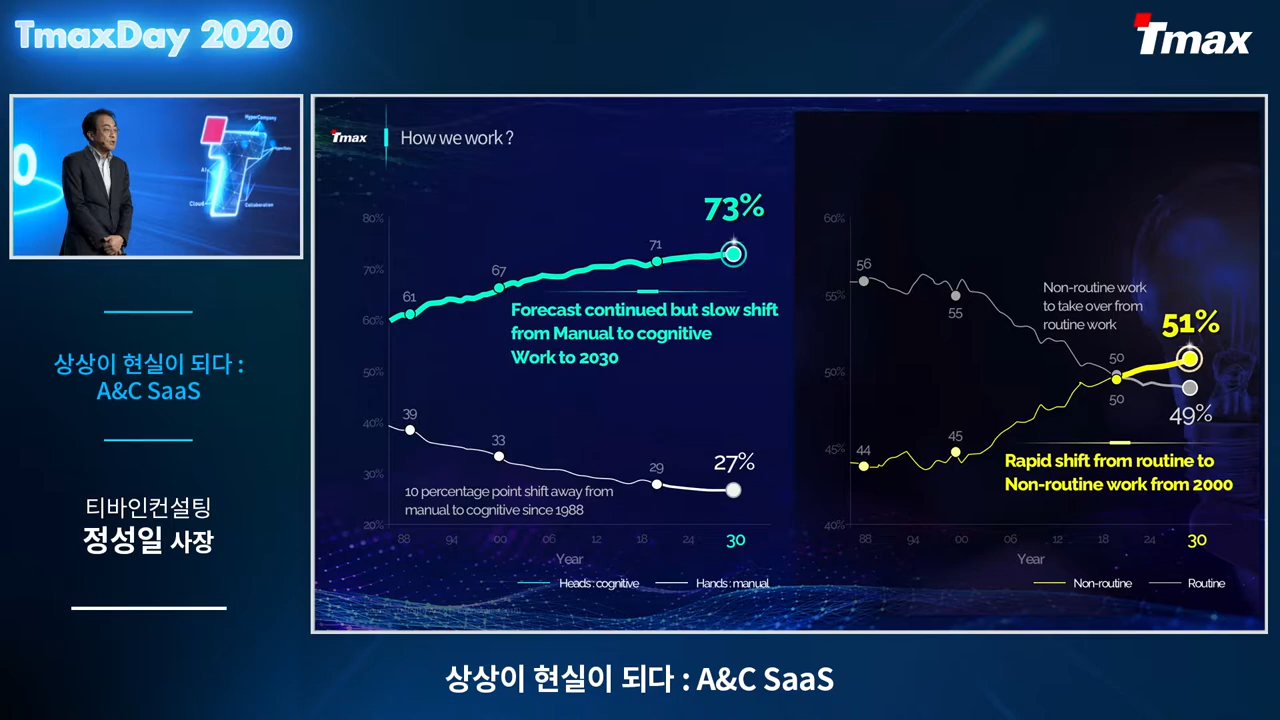 TmaxDay 2020
Tmax
HyperCompany
AI
Cloud
Collaboration
상상이 현실이 되다 :
A&C SaaS
티바인컨설팅
정성일 사장
Tmax
How we work ?
80%
70%
60%
50%
40%
30%
20%
61
67
71
73%
Forecast continued but slow shift
from Manual to cognitive
Work to 2030
39
33
29
27%
10 percentage point shift away from
manual to cognitive since 1988
88 94 00 06 12 18 24 30
Year
Heads : cognitive Hands : manual
60%
55%
50%
45%
40%
56
55
50
Non-routine work
to take over from
routine work
51%
44
45
50
49%
Rapid shift from routine to
Non-routine work from 2000
88 94 00 06 12 18 24 30
Year
Non-routine Routine
상상이 현실이 되다 : A&C SaaS